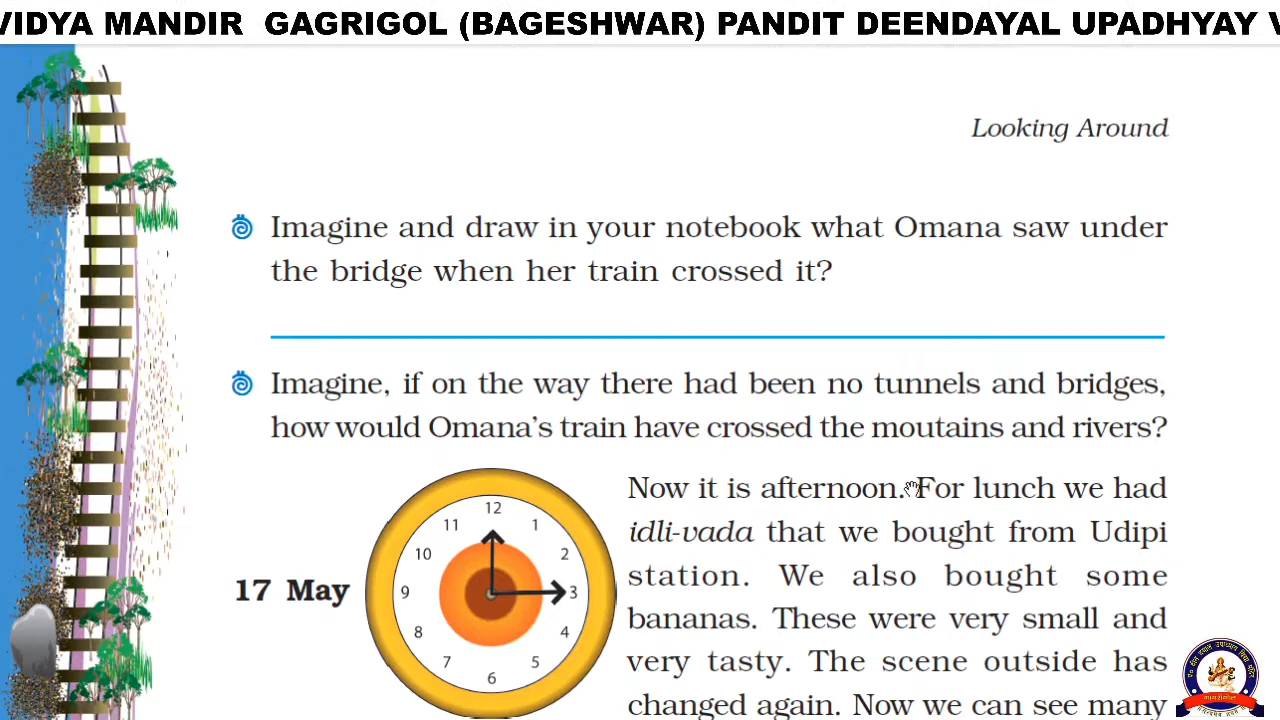 VIDYA MANDIR GAGRIGOL (BAGESHWAR) PANDIT DEENDAYAL UPADHYAY V
Looking Around
Imagine and draw in your notebook what Omana saw under
the bridge when her train crossed it?
Imagine, if on the way there had been no tunnels and bridges,
how would Omana's train have crossed the moutains and rivers?
17 May
12
1
2
3
4
5
6
7
8
9
10
11
Now it is afternoon. For lunch we had
idli-vada that we bought from Udipi
station. We also bought some
bananas. These were very small and
very tasty. The scene outside has
changed again. Now we can see many